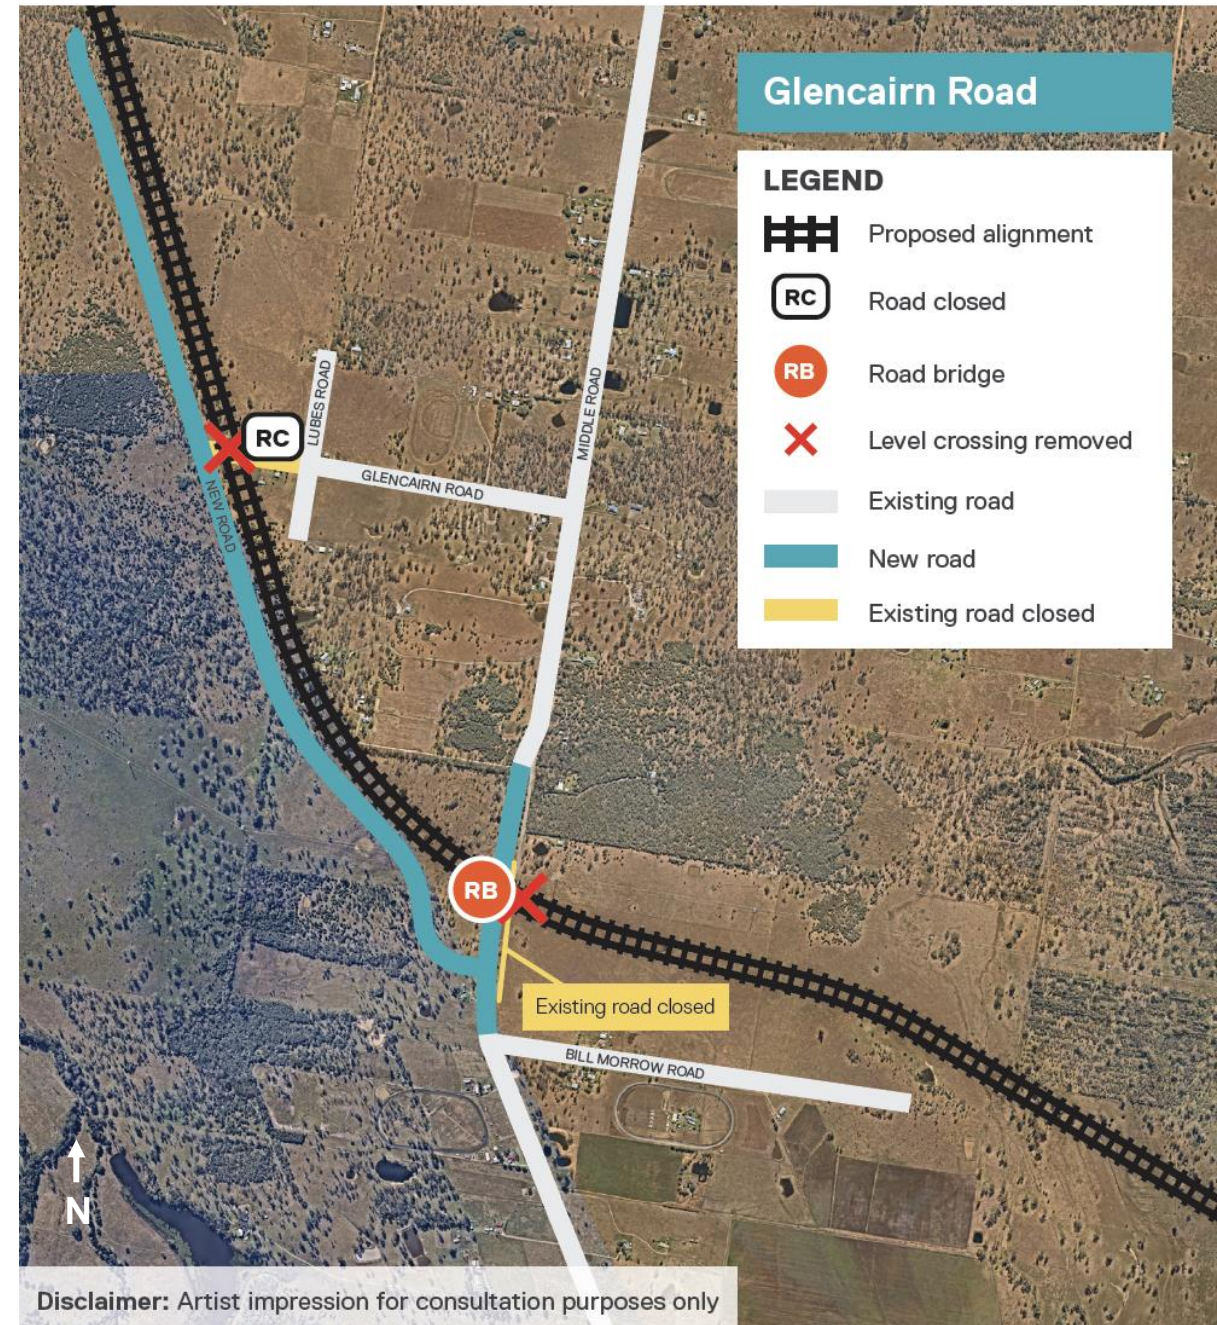 Glencairn Road
LEGEND
Proposed alignment
RC
Road closed
RB
Road bridge
Level crossing removed
Existing road
New road
Existing road closed
LUBES ROAD
MIDDLE ROAD
RC
GLENCAIRN ROAD
NEW ROAD
RB
Existing road closed
BILL MORROW ROAD
N
Disclaimer: Artist impression for consultation purposes only